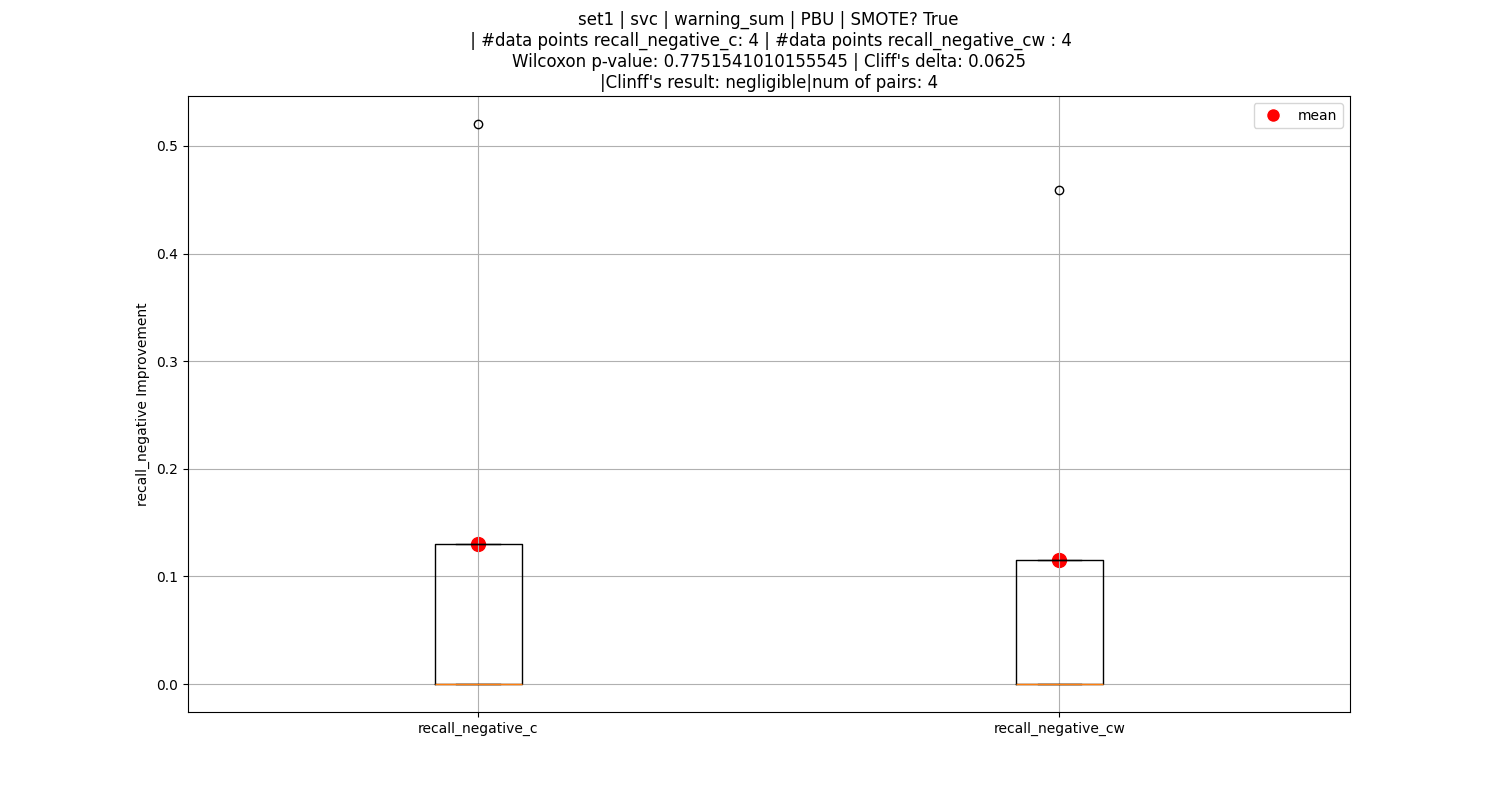 set1 | svc | warning_sum | PBU | SMOTE? True
| #data points recall_negative_c: 4 | #data points recall_negative_cw : 4
Wilcoxon p-value: 0.7751541010155545 | Cliff's delta: 0.0625
|Clinff's result: negligible|num of pairs: 4
mean
0.5
0.4
0.3
0.2
0.1
0.0
recall_negative Improvement
recall_negative_c
recall_negative_cw